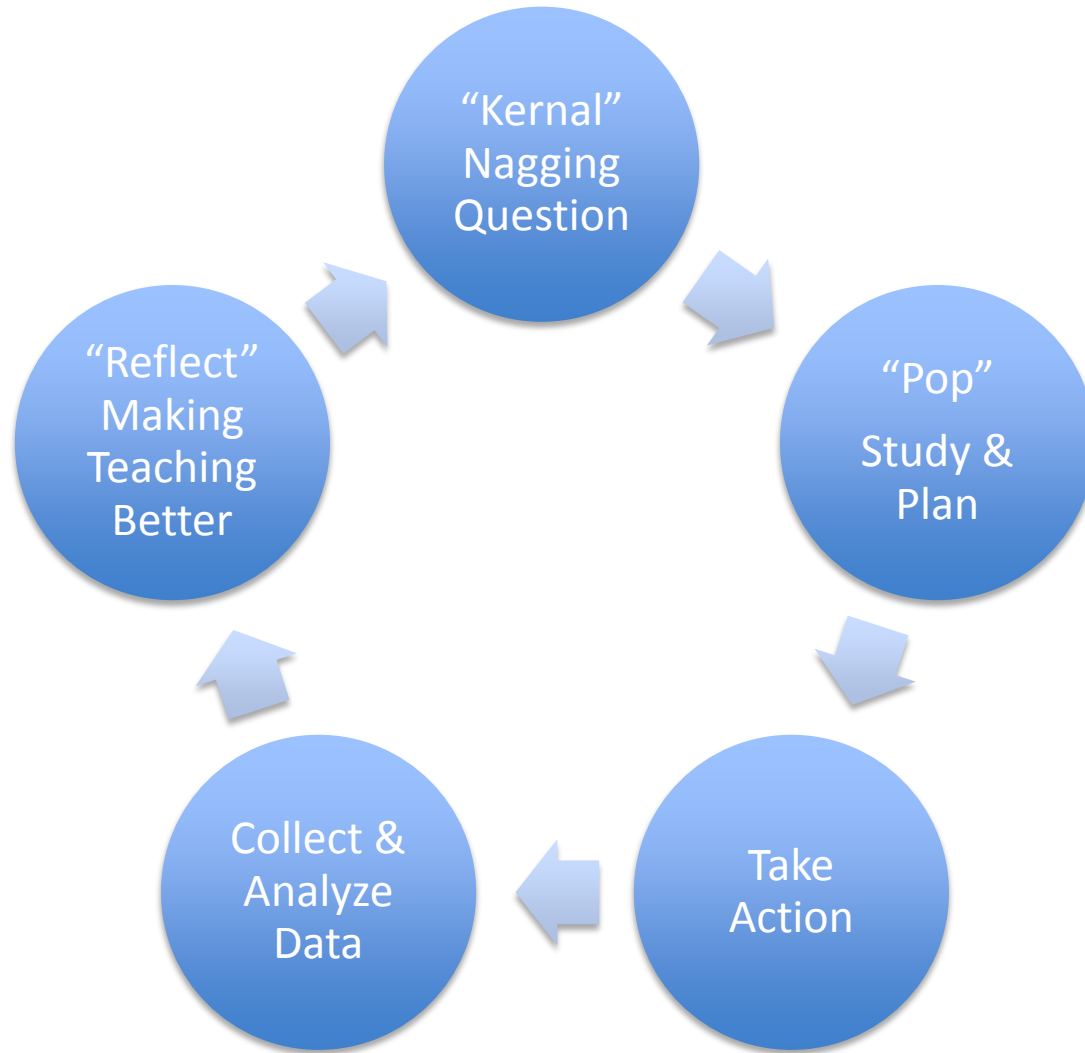 “Kernal”
Nagging
Question
“Pop”
Study &
Plan
Take
Action
Collect &
Analyze
Data
“Reflect”
Making
Teaching
Better